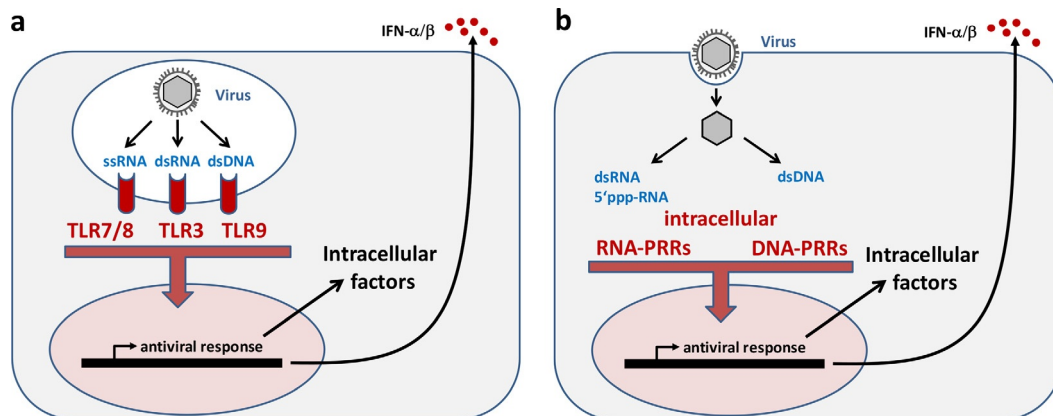 a
IFN-α/β
Virus
ssRNA dsRNA dsDNA
TLR7/8 TLR3 TLR9
Intracellular
factors
antiviral response
b
IFN-α/β
Virus
dsRNA
5‘ppp-RNA
dsDNA
intracellular
RNA-PRRs DNA-PRRs
Intracellular
factors
antiviral response